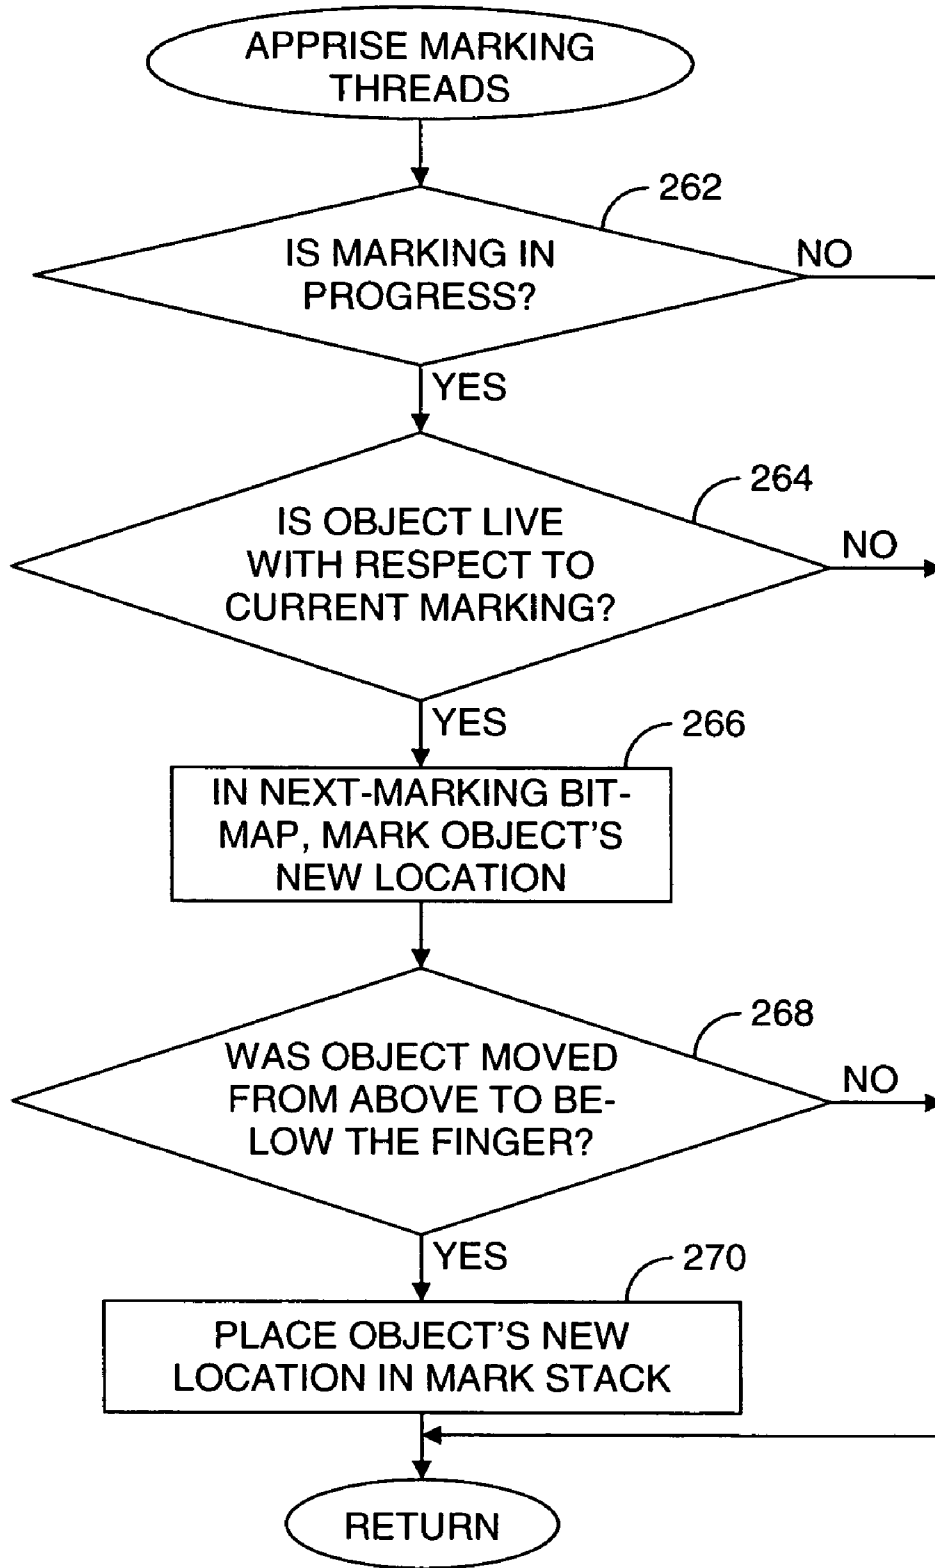 APPRISE MARKING
THREADS
262
IS MARKING IN
PROGRESS?
NO
YES
264
IS OBJECT LIVE
WITH RESPECT TO
CURRENT MARKING?
NO
YES
266
IN NEXT-MARKING BIT-
MAP, MARK OBJECT'S
NEW LOCATION
268
WAS OBJECT MOVED
FROM ABOVE TO BE-
LOW THE FINGER?
NO
YES
270
PLACE OBJECT'S NEW
LOCATION IN MARK STACK
RETURN